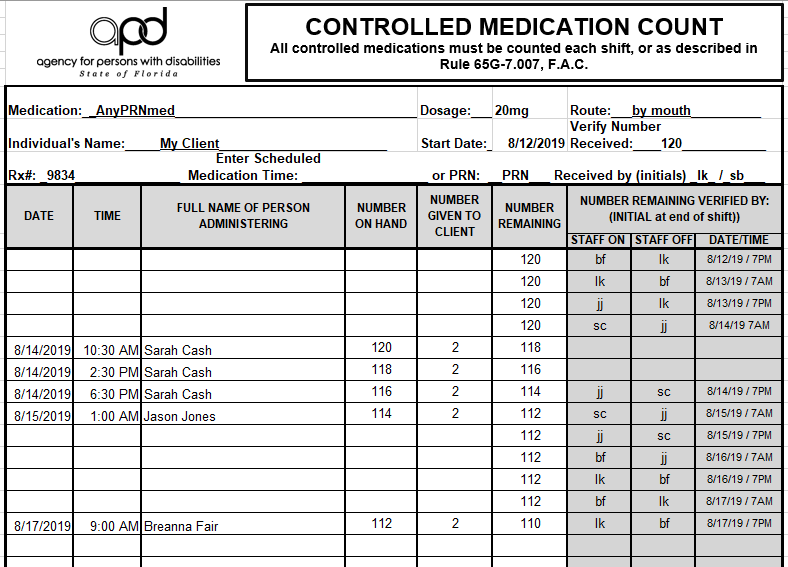 apd
agency for persons with disabilities
State of Florida
CONTROLLED MEDICATION COUNT
All controlled medications must be counted each shift, or as described in
Rule 65G-7.007, F.A.C.
Medication:__AnyPRNmed Dosage:___ 20mg Route:___by mouth
Verify Number
Individual's Name:_____My Client Start Date:_ 8/12/2019 Received:____120
Enter Scheduled
Rx#: _9834 Medication Time: or PRN: __PRN___ Received by (initials) _lk_/_sb
DATE TIME FULL NAME OF PERSON ADMINISTERING NUMBER ON HAND NUMBER GIVEN TO CLIENT NUMBER REMAINING NUMBER REMAINING VERIFIED BY: (INITIAL at end of shift))
STAFF ON STAFF OFF DATE/TIME
120 bf lk 8/12/19 / 7PM
120 lk bf 8/13/19 / 7AM
120 jj lk 8/13/19 / 7PM
120 sc jj 8/14/19 7AM
8/14/2019 10:30 AM Sarah Cash 120 2 118
8/14/2019 2:30 PM Sarah Cash 118 2 116
8/14/2019 6:30 PM Sarah Cash 116 2 114 jj sc 8/14/19 / 7PM
8/15/2019 1:00 AM Jason Jones 114 2 112 sc jj 8/15/19 / 7AM
112 jj sc 8/15/19 / 7PM
112 bf jj 8/16/19 / 7AM
112 lk bf 8/16/19 / 7PM
112 bf lk 8/17/19 / 7AM
8/17/2019 9:00 AM Breanna Fair 112 2 110 lk bf 8/17/19 / 7PM